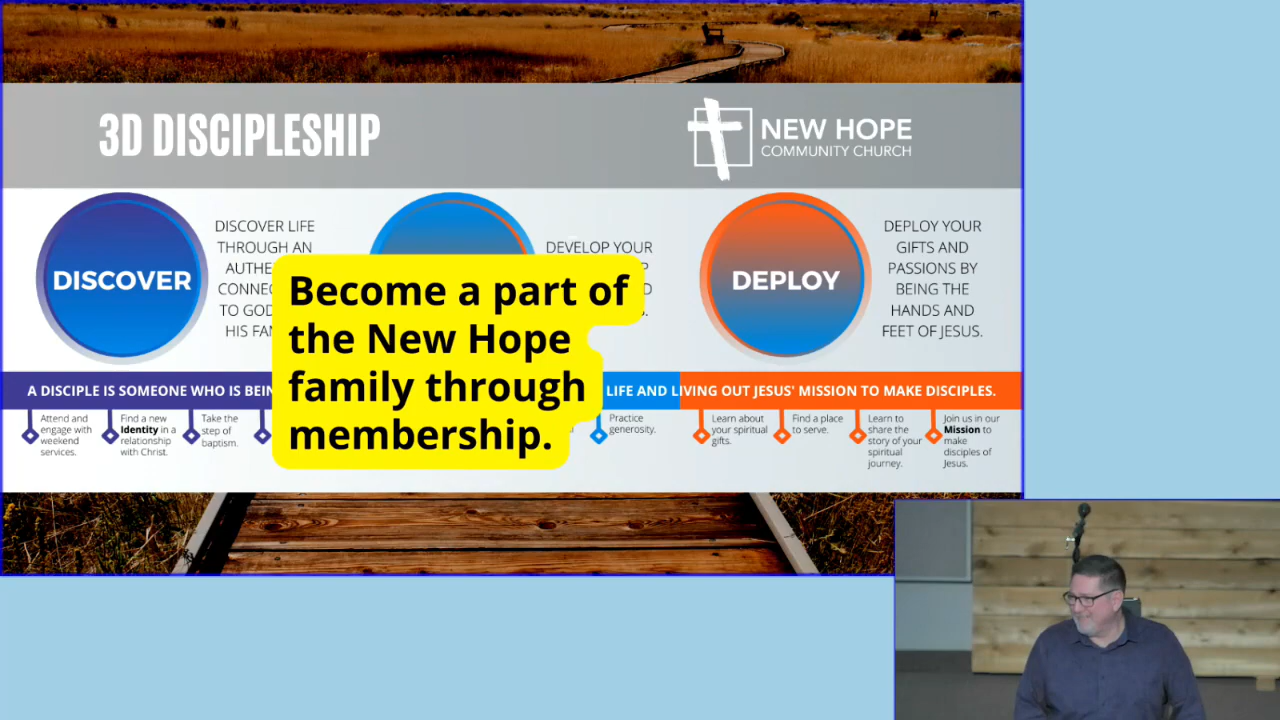 3D DISCIPLESHIP
NEW HOPE
COMMUNITY CHURCH
DISCOVER
DISCOVER LIFE
THROUGH AN
TO GOD
DEVELOP YOUR
DEPLOY
DEPLOY YOUR
GIFTS AND
PASSIONS BY
BEING THE
HANDS AND
FEET OF JESUS.
Become a part of
the New Hope
family through
membership.
A DISCIPLE IS SOMEONE WHO IS
LIFE AND LIVING OUT JESUS' MISSION TO MAKE DISCIPLES.
Attend and
engage with
weekend
services.
Find a new
Identity in a
relationship
with Christ.
Take the
step of
baptism.
Practice
generosity.
Learn about
your spiritual
gifts.
Find a place
to serve.
Learn to
share the
story of your
spiritual
journey.
Join us in our
Mission to
make
disciples of
Jesus.